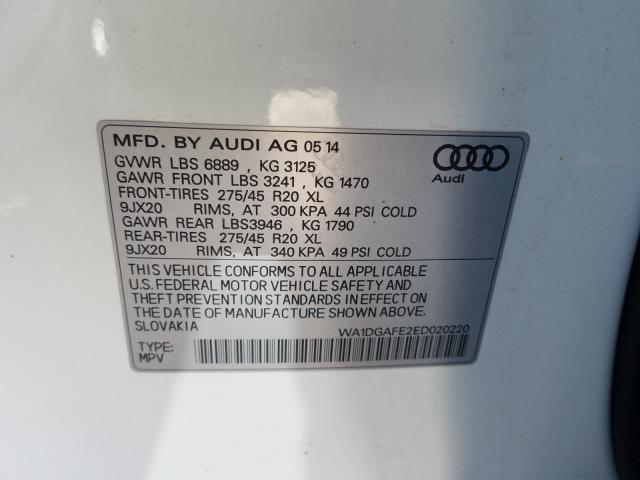 MFD. BY AUDI AG 05 14
GVWR LBS 6889 , KG 3125
GAWR FRONT LBS 3241 , KG 1470
FRONT-TIRES 275/45 R20 XL
9JX20 RIMS, AT 300 KPA 44 PSI COLD
GAWR REAR LBS3946 , KG 1790
REAR-TIRES 275/45 R20 XL
9JX20 RIMS, AT 340 KPA 49 PSI COLD
Audi
THIS VEHICLE CONFORMS TO ALL APPLICABLE
U.S. FEDERAL MOTOR VEHICLE SAFETY AND
THEFT PREVENTION STANDARDS IN EFFECT ON
THE DATE OF MANUFACTURE SHOWN ABOVE.
SLOVAKIA
WA1DGAFE2ED020220
TYPE:
MPV